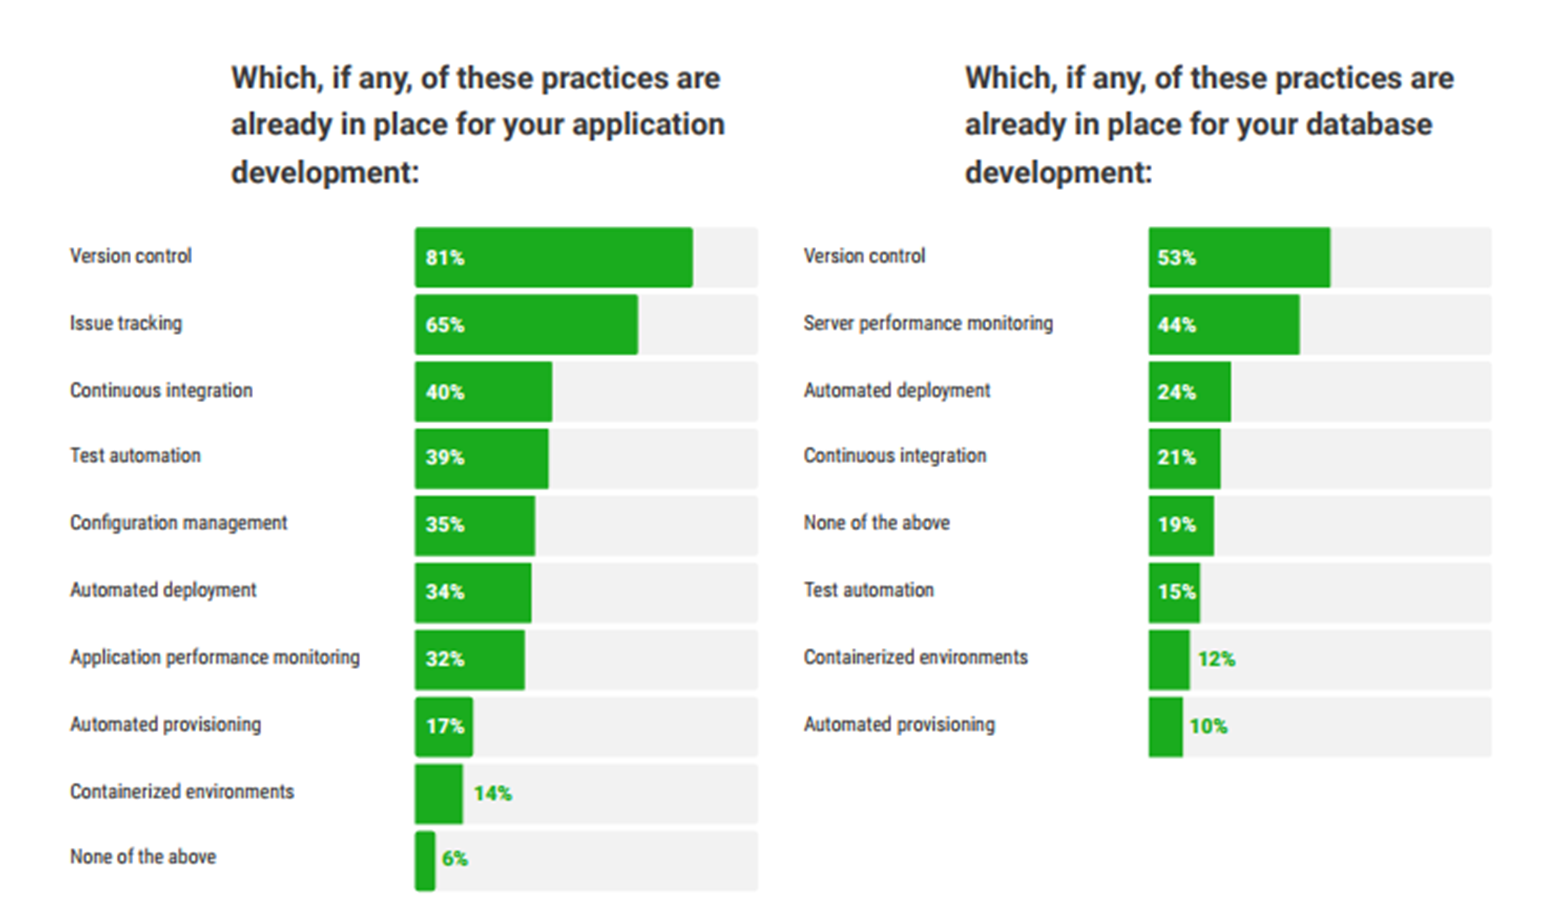 Which, if any, of these practices are
already in place for your application
development:
Version control 81%
Issue tracking 65%
Continuous integration 40%
Test automation 39%
Configuration management 35%
Automated deployment 34%
Application performance monitoring 32%
Automated provisioning 17%
Containerized environments 14%
None of the above 6%
Which, if any, of these practices are
already in place for your database
development:
Version control 53%
Server performance monitoring 44%
Automated deployment 24%
Continuous integration 21%
None of the above 19%
Test automation 15%
Containerized environments 12%
Automated provisioning 10%